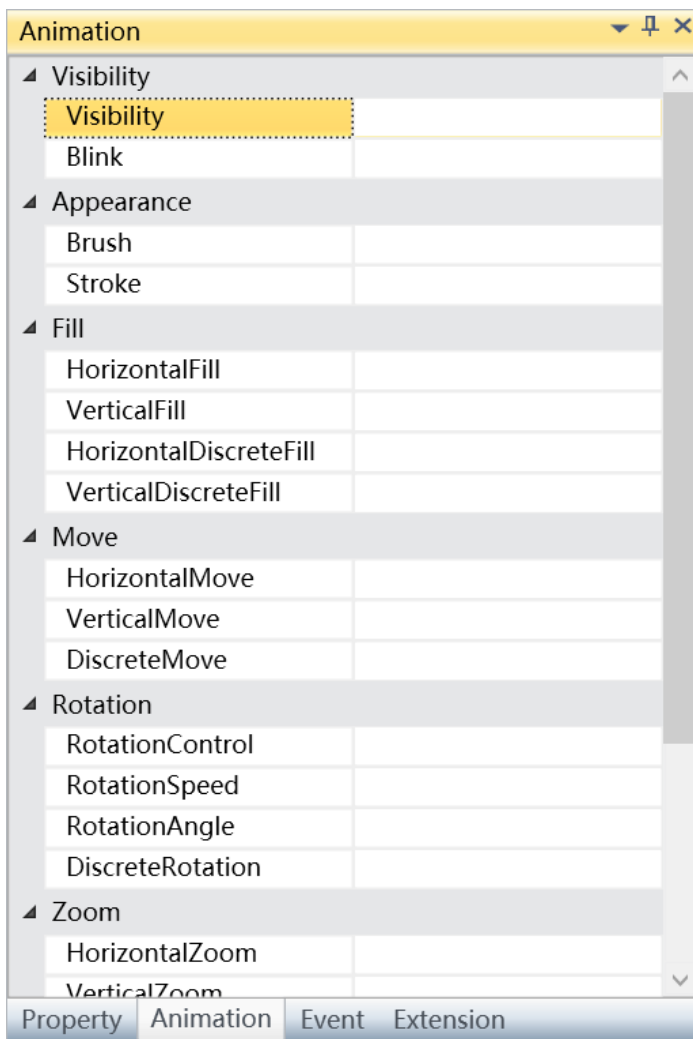 Animation
Visibility
Visibility
Blink
Appearance
Brush
Stroke
Fill
HorizontalFill
VerticalFill
HorizontalDiscreteFill
VerticalDiscreteFill
Move
HorizontalMove
VerticalMove
DiscreteMove
Rotation
RotationControl
RotationSpeed
RotationAngle
DiscreteRotation
Zoom
HorizontalZoom
VerticalZoom
Property Animation Event Extension